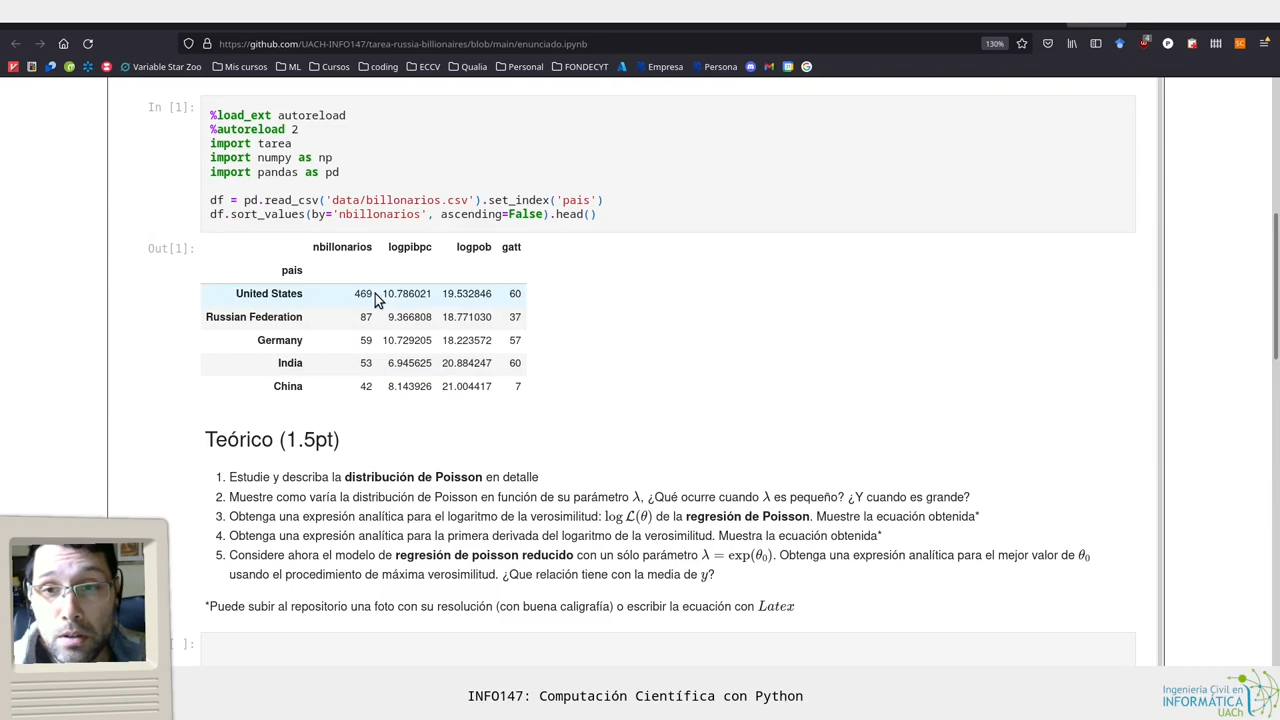 https://github.com/UACH-INFO147/tarea-russia-billionaires/blob/main/enunciado.ipynb
130%
Variable Star Zoo
Mis cursos
ML
Cursos
coding
ECCV
Qualia
Personal
FONDECYT
Empresa
Persona
In [1]:
%load_ext autoreload
%autoreload 2
import tarea
import numpy as np
import pandas as pd
df = pd.read_csv('data/billonarios.csv').set_index('pais')
df.sort_values(by='nbillonarios', ascending=False).head()
Out[1]:
nbillonarios logpibpc logpob gatt
pais
United States 469 10.786021 19.532846 60
Russian Federation 87 9.366808 18.771030 37
Germany 59 10.729205 18.223572 57
India 53 6.945625 20.884247 60
China 42 8.143926 21.004417 7
Teórico (1.5pt)
1. Estudie y describa la distribución de Poisson en detalle
2. Muestre como varía la distribución de Poisson en función de su parámetro λ, ¿Qué ocurre cuando λ es pequeño? ¿Y cuando es grande?
3. Obtenga una expresión analítica para el logaritmo de la verosimilitud: log ℒ(θ) de la regresión de Poisson. Muestre la ecuación obtenida*
4. Obtenga una expresión analítica para la primera derivada del logaritmo de la verosimilitud. Muestra la ecuación obtenida*
5. Considere ahora el modelo de regresión de poisson reducido con un sólo parámetro λ = exp(θ₀). Obtenga una expresión analítica para el mejor valor de θ₀
usando el procedimiento de máxima verosimilitud. ¿Que relación tiene con la media de y?
*Puede subir al repositorio una foto con su resolución (con buena caligrafía) o escribir la ecuación con Latex
]:
INFO147: Computación Científica con Python
Ingeniería Civil en
INFORMÁTICA
UACh